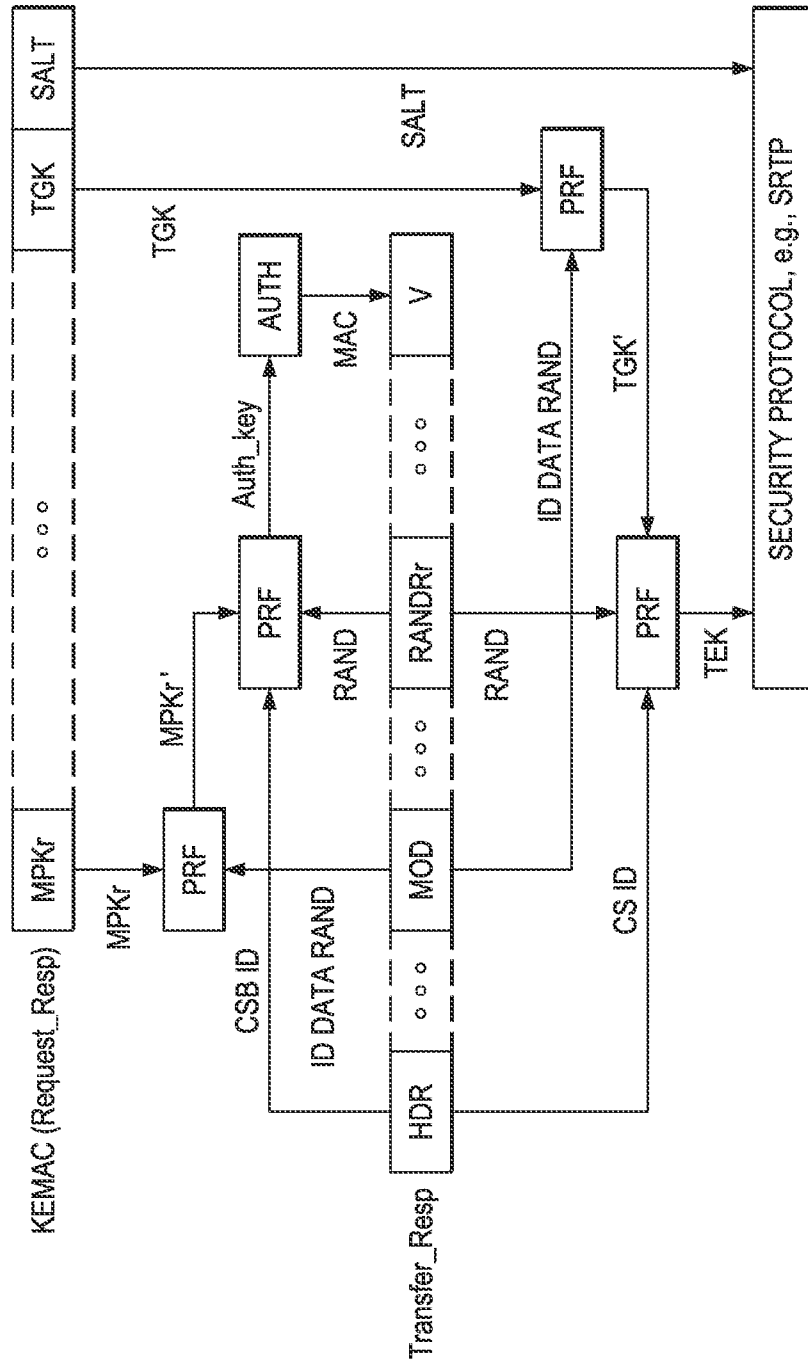 KEMAC (Request_Resp)
MPKr
○ ○ ○
TGK
SALT
MPKr
PRF
MPKr'
CSB ID
ID DATA RAND
PRF
RAND
Auth_key
AUTH
MAC
TGK
SALT
Transfer_Resp
HDR
○ ○ ○
MOD
○ ○ ○
RANDRr
○ ○ ○
V
RAND
ID DATA RAND
PRF
TGK'
CS ID
PRF
TEK
SECURITY PROTOCOL, e.g., SRTP